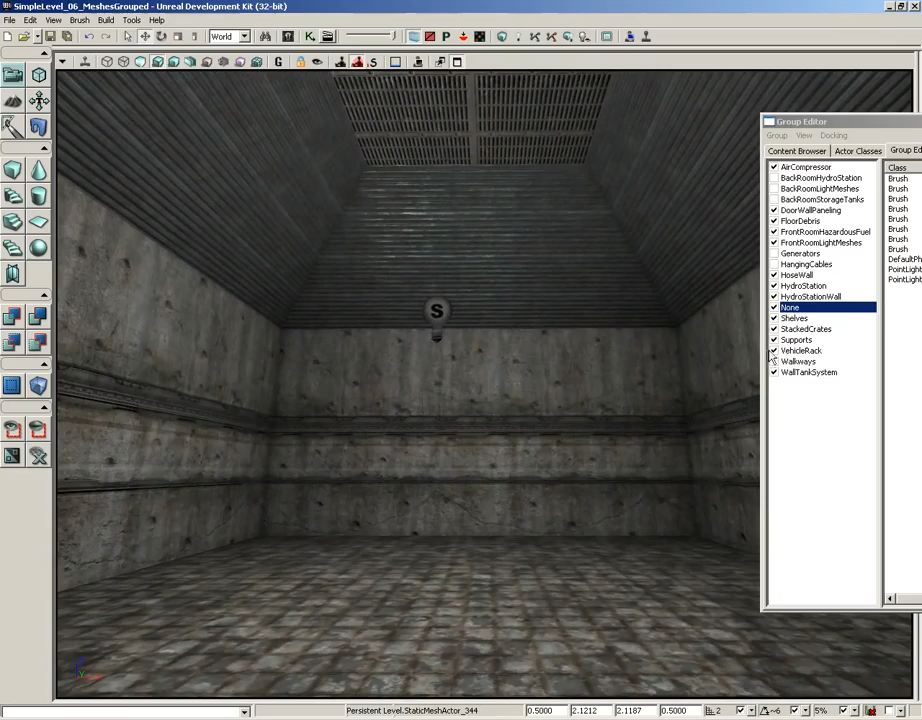 SimpleLevel_06_MeshesGrouped - Unreal Development Kit (32-bit)
File Edit View Brush Build Tools Help
World
G S
Group Editor
Group View Docking
Content Browser Actor Classes Group Ed
AirCompressor
BackRoomHydroStation
BackRoomLightMeshes
BackRoomStorageTanks
DoorWallPaneling
FloorDebris
FrontRoomHazardousFuel
FrontRoomLightMeshes
Generators
HangingCables
HoseWall
HydroStation
HydroStationWall
None
Shelves
StackedCrates
Supports
VehicleRack
Walkways
WallTankSystem
Class
Brush
Brush
Brush
Brush
Brush
Brush
Brush
Brush
DefaultPh
PointLight
PointLight
S
Z
Y
Persistent Level.StaticMeshActor_344 0.5000 2.1212 2.1187 0.5000 2 ~6 5%